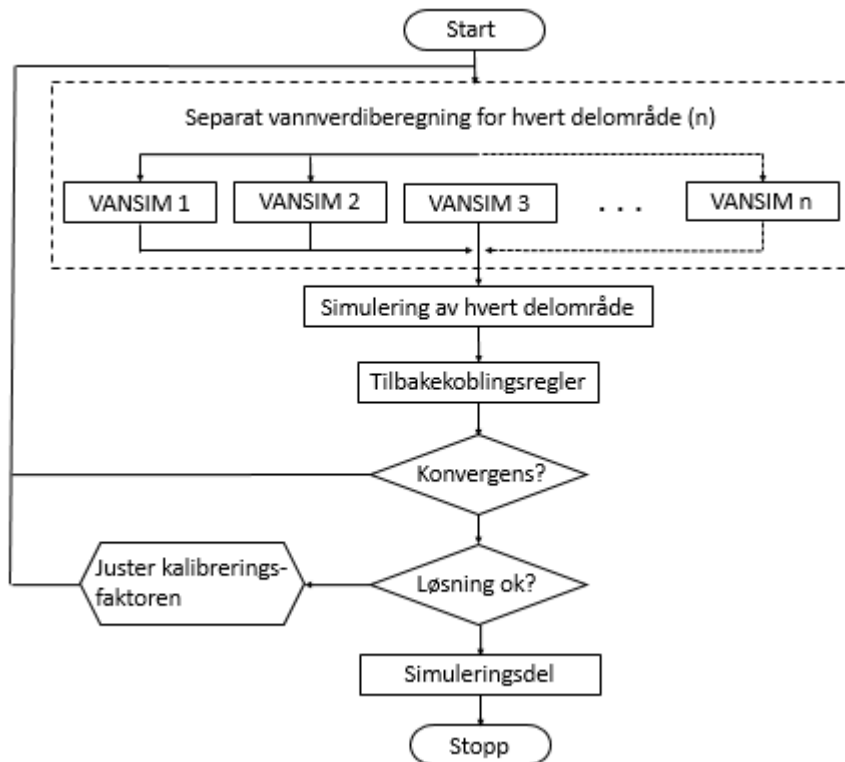 Start
Separat vannverdiberegning for hvert delområde (n)
VANSIM 1
VANSIM 2
VANSIM 3
. . .
VANSIM n
Simulering av hvert delområde
Tilbakekoblingsregler
Konvergens?
Juster kalibrerings-
faktoren
Løsning ok?
Simuleringsdel
Stopp